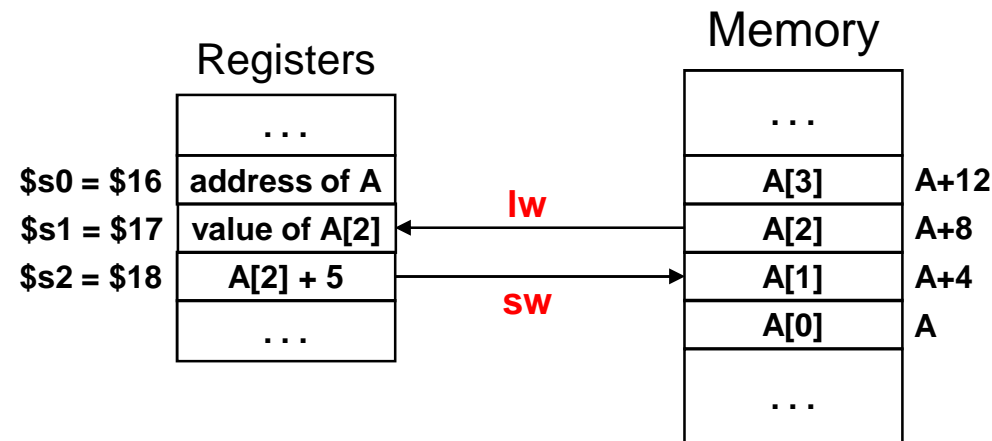 Memory
Registers
. . .
. . .
$s0 = $16 address of A
A[3] A+12
$s1 = $17 value of A[2]
lw
A[2] A+8
$s2 = $18 A[2] + 5
sw
A[1] A+4
. . .
A[0] A
. . .